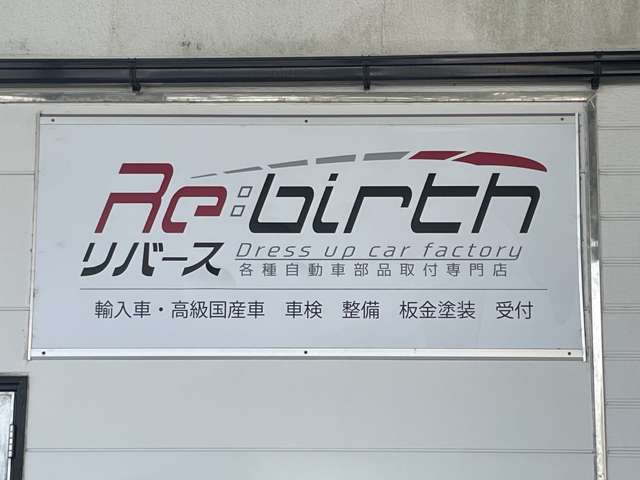 Re:birth
リバース
Dress up car factory
各種自動車部品取付専門店
輸入車・高級国産車 車検 整備 板金塗装 受付